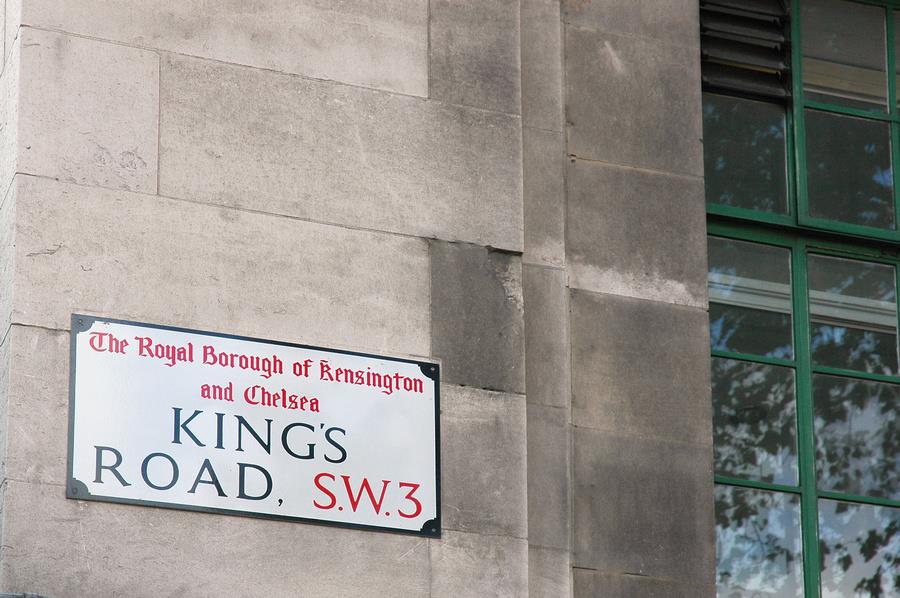 The Royal Borough of Kensington
and Chelsea
KING'S
ROAD, S.W.3